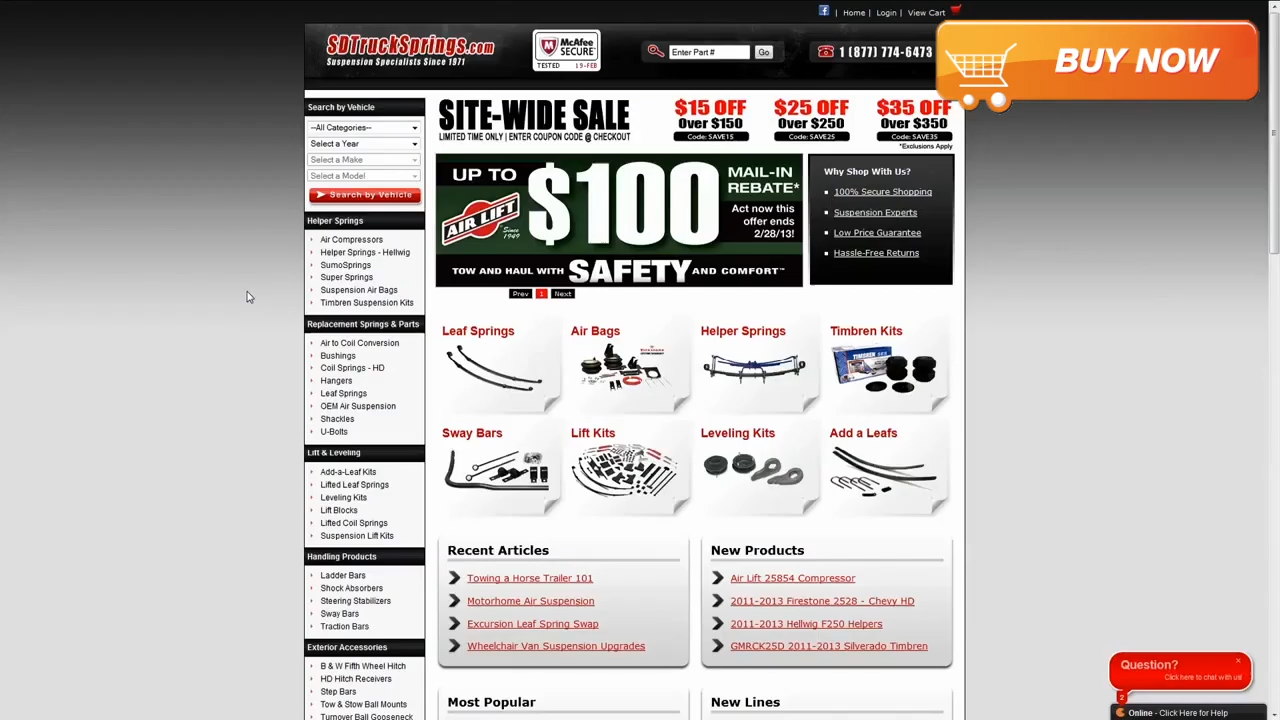 | Home | Login | View Cart
SDTruckSprings.com
Suspension Specialists Since 1971
McAfee
SECURE
TESTED 19-FEB
Enter Part #
Go
1 (877) 774-6473
BUY NOW
Search by Vehicle
--All Categories--
Select a Year
Select a Make
Select a Model
Search by Vehicle
Helper Springs
Air Compressors
Helper Springs - Hellwig
SumoSprings
Super Springs
Suspension Air Bags
Timbren Suspension Kits
Replacement Springs & Parts
Air to Coil Conversion
Bushings
Coil Springs - HD
Hangers
Leaf Springs
OEM Air Suspension
Shackles
U-Bolts
Lift & Leveling
Add-a-Leaf Kits
Lifted Leaf Springs
Leveling Kits
Lift Blocks
Lifted Coil Springs
Suspension Lift Kits
Handling Products
Ladder Bars
Shock Absorbers
Steering Stabilizers
Sway Bars
Traction Bars
Exterior Accessories
B & W Fifth Wheel Hitch
HD Hitch Receivers
Step Bars
Tow & Stow Ball Mounts
Turnover Ball Gooseneck
SITE-WIDE SALE
LIMITED TIME ONLY | ENTER COUPON CODE @ CHECKOUT
$15 OFF
Over $150
Code: SAVE15
$25 OFF
Over $250
Code: SAVE25
$35 OFF
Over $350
Code: SAVE35
*Exclusions Apply
UP TO
AIR LIFT
Since 1949
$100
MAIL-IN
REBATE*
Act now this
offer ends
2/28/13!
TOW AND HAUL WITH SAFETY AND COMFORT™
Prev 1 Next
Why Shop With Us?
100% Secure Shopping
Suspension Experts
Low Price Guarantee
Hassle-Free Returns
Leaf Springs
Air Bags
Helper Springs
Timbren Kits
TIMBREN
Sway Bars
Lift Kits
Leveling Kits
Add a Leafs
Recent Articles
Towing a Horse Trailer 101
Motorhome Air Suspension
Excursion Leaf Spring Swap
Wheelchair Van Suspension Upgrades
New Products
Air Lift 25854 Compressor
2011-2013 Firestone 2528 - Chevy HD
2011-2013 Hellwig F250 Helpers
GMRCK25D 2011-2013 Silverado Timbren
Most Popular
New Lines
Question?
Click here to chat with us!
2
Online - Click Here for Help